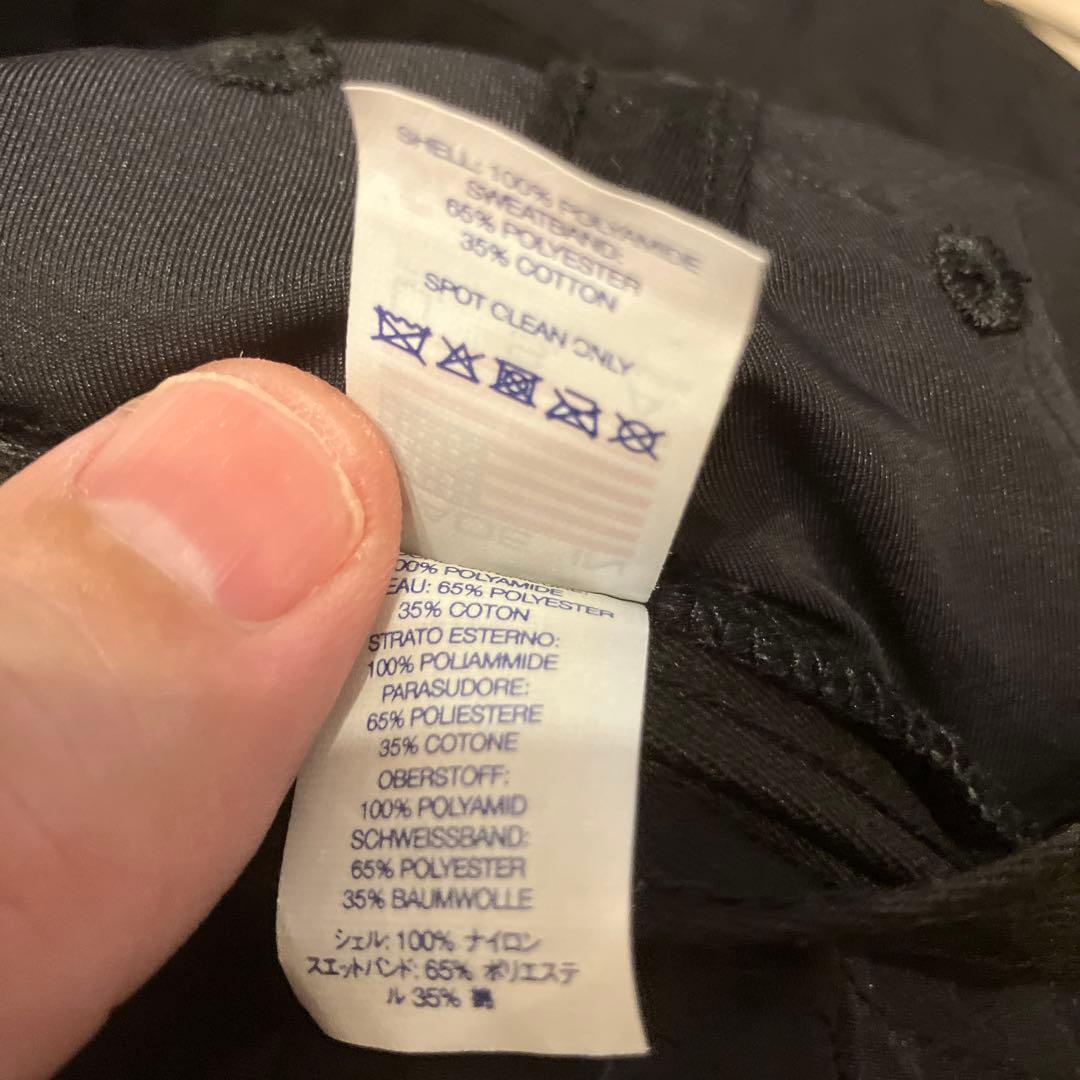 SHELL: 100% POLYAMIDE
SWEATBAND:
65% POLYESTER
35% COTTON
SPOT CLEAN ONLY
MADE IN
00% POLYAMIDE
EAU: 65% POLYESTER
35% COTON
STRATO ESTERNO:
100% POLIAMMIDE
PARASUDORE:
65% POLIESTERE
35% COTONE
OBERSTOFF:
100% POLYAMID
SCHWEISSBAND:
65% POLYESTER
35% BAUMWOLLE
シェル: 100% ナイロン
スエットバンド: 65% ポリエステ
ル 35%